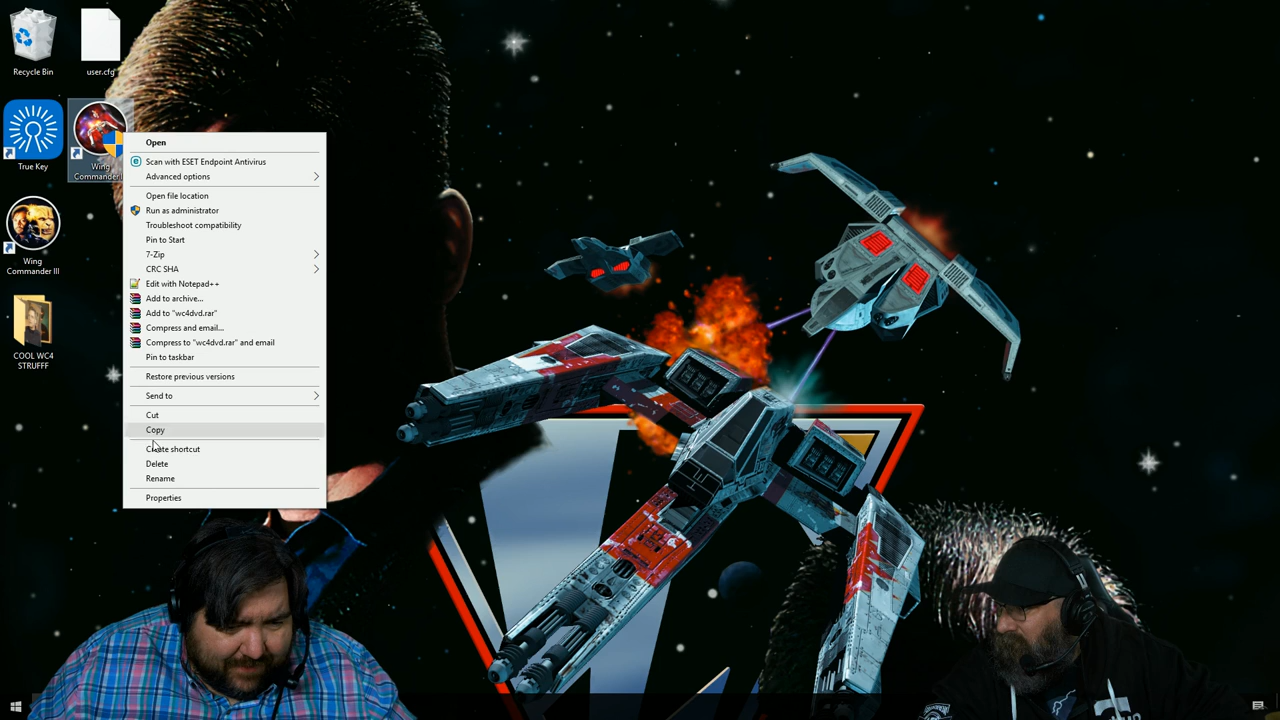 Recycle Bin
user.cfg
True Key
Wing
Commander I
Wing
Commander III
COOL WC4
STRUFFF
Open
Scan with ESET Endpoint Antivirus
Advanced options
Open file location
Run as administrator
Troubleshoot compatibility
Pin to Start
7-Zip
CRC SHA
Edit with Notepad++
Add to archive...
Add to "wc4dvd.rar"
Compress and email...
Compress to "wc4dvd.rar" and email
Pin to taskbar
Restore previous versions
Send to
Cut
Copy
Create shortcut
Delete
Rename
Properties